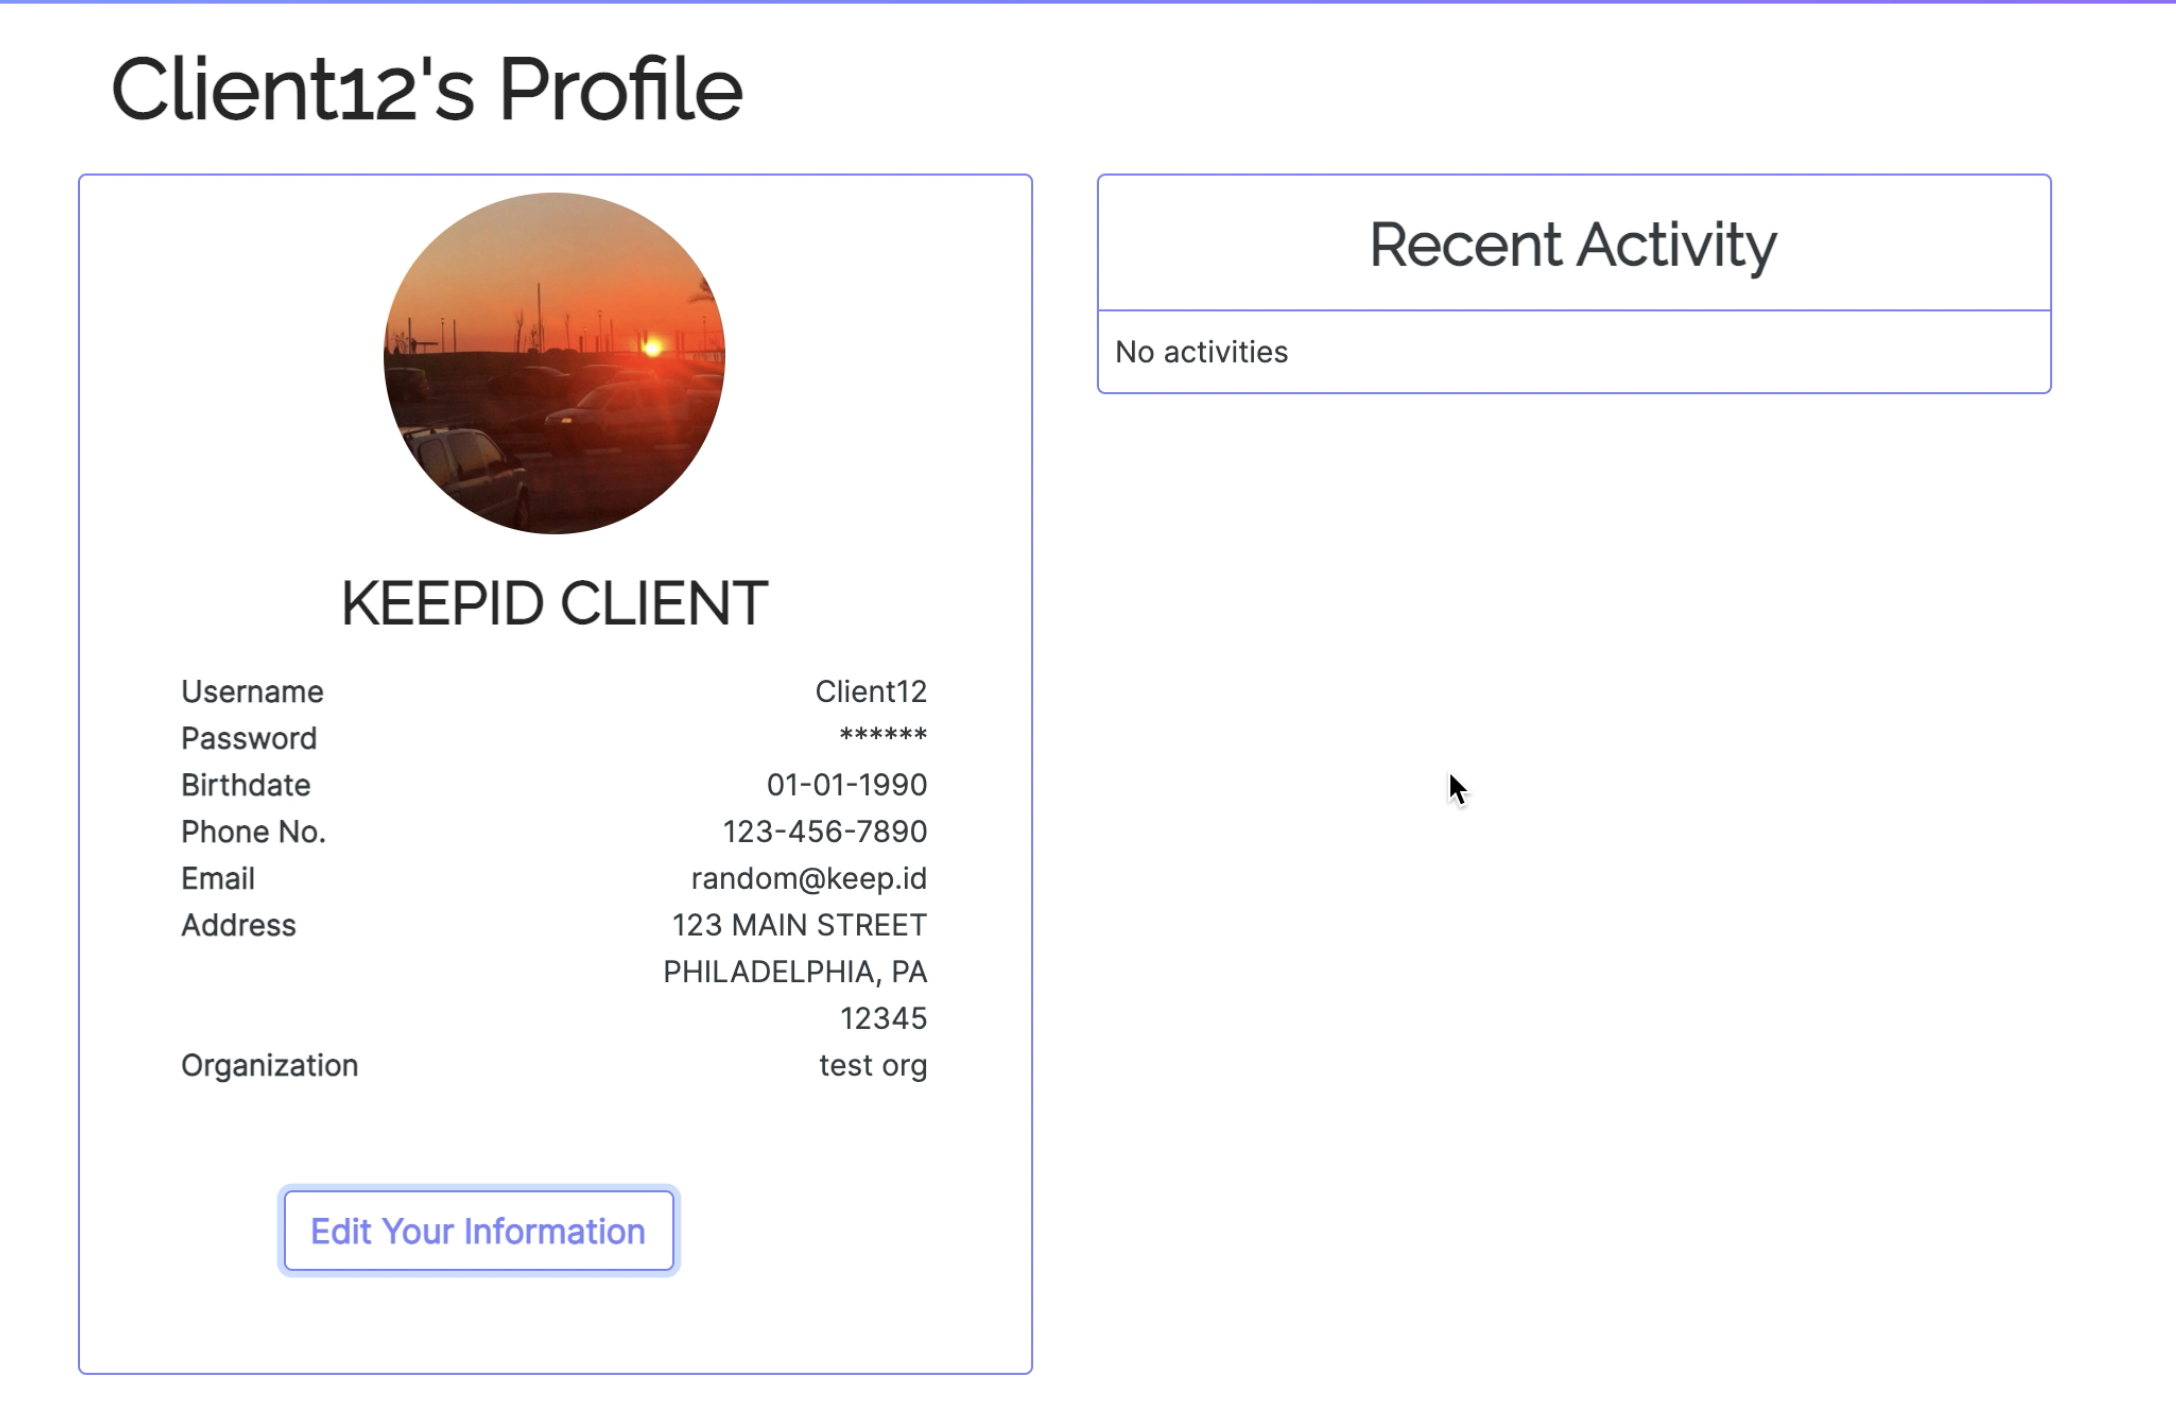 Client12's Profile
KEEPID CLIENT
Username Client12
Password ******
Birthdate 01-01-1990
Phone No. 123-456-7890
Email random@keep.id
Address 123 MAIN STREET
PHILADELPHIA, PA
12345
Organization test org
Edit Your Information
Recent Activity
No activities